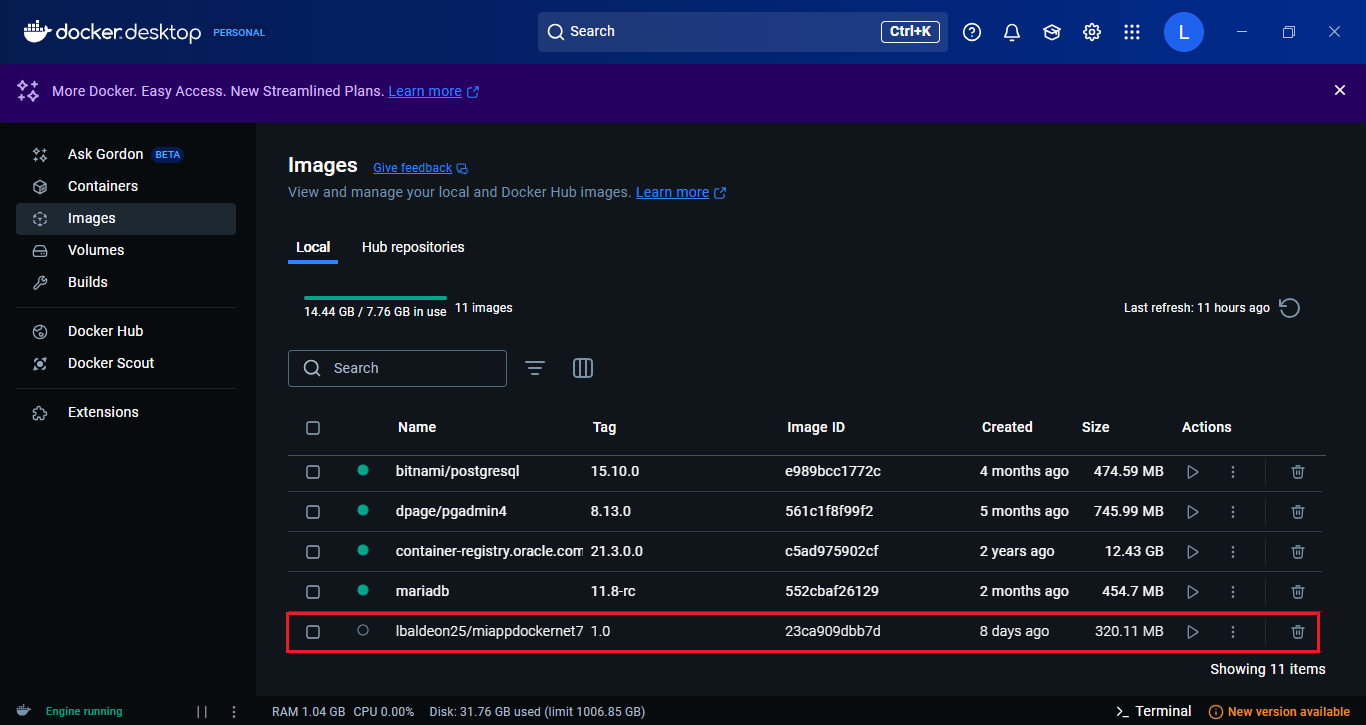 docker desktop PERSONAL
Search Ctrl+K
L
More Docker. Easy Access. New Streamlined Plans. Learn more
Ask Gordon BETA
Containers
Images
Volumes
Builds
Docker Hub
Docker Scout
Extensions
Images Give feedback
View and manage your local and Docker Hub images. Learn more
Local Hub repositories
14.44 GB / 7.76 GB in use 11 images
Last refresh: 11 hours ago
Search
Name Tag Image ID Created Size Actions
bitnami/postgresql 15.10.0 e989bcc1772c 4 months ago 474.59 MB
dpage/pgadmin4 8.13.0 561c1f8f99f2 5 months ago 745.99 MB
container-registry.oracle.com 21.3.0.0 c5ad975902cf 2 years ago 12.43 GB
mariadb 11.8-rc 552cbaf26129 2 months ago 454.7 MB
lbaldeon25/miappdockernet7 1.0 23ca909dbb7d 8 days ago 320.11 MB
Showing 11 items
Engine running
RAM 1.04 GB CPU 0.00% Disk: 31.76 GB used (limit 1006.85 GB)
Terminal
New version available